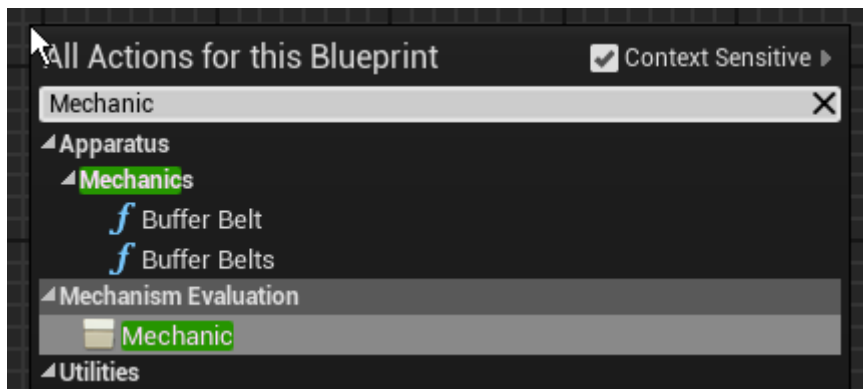 All Actions for this Blueprint Context Sensitive
Mechanic
Apparatus
Mechanics
f Buffer Belt
f Buffer Belts
Mechanism Evaluation
Mechanic
Utilities